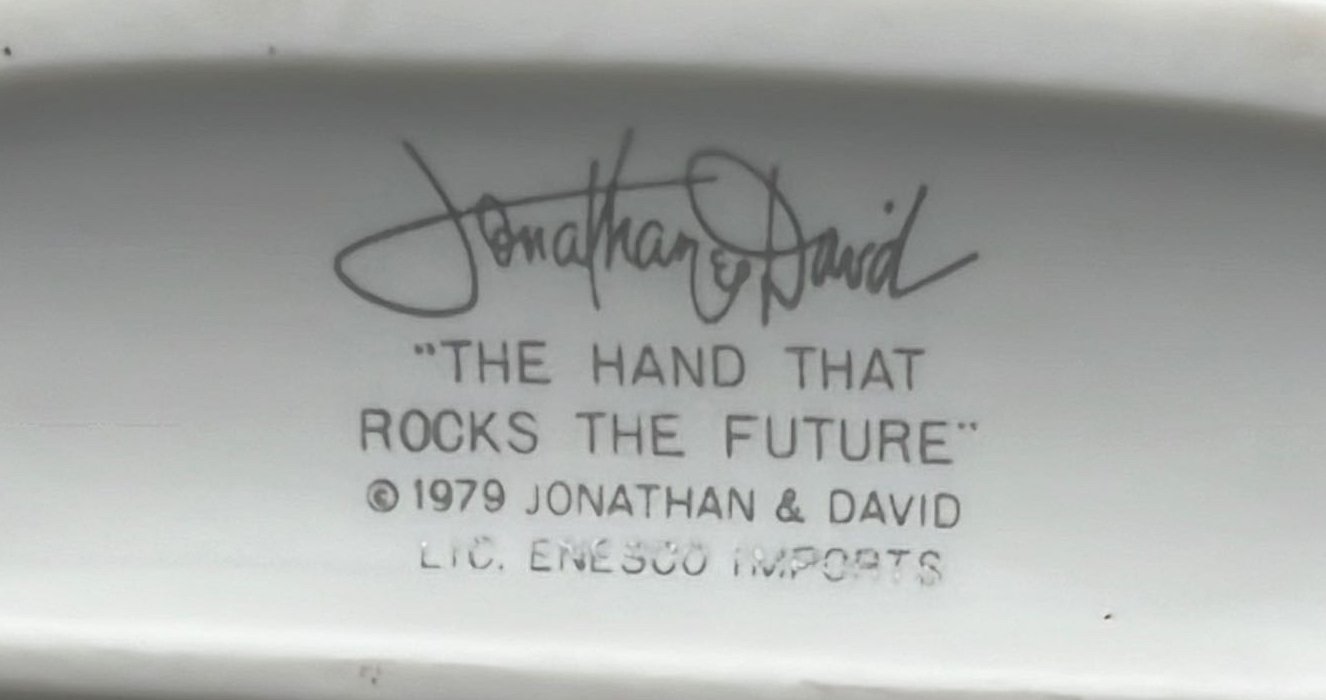 Jonathan & David
"THE HAND THAT
ROCKS THE FUTURE"
© 1979 JONATHAN & DAVID
LIC. ENESCO IMPORTS